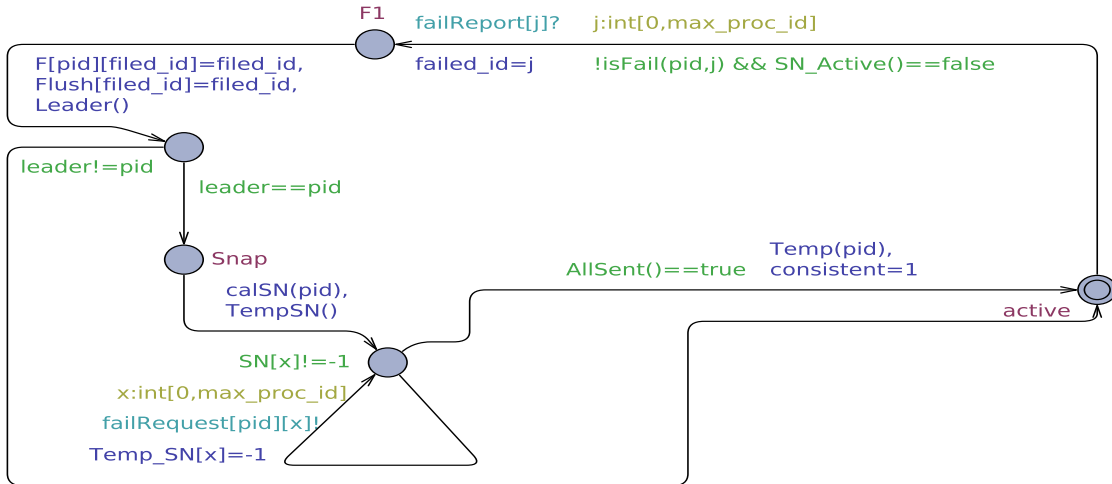 F1
failReport[j]? j:int[0,max_proc_id]
failed_id=j !isFail(pid,j) && SN_Active()==false
F[pid][filed_id]=filed_id,
Flush[filed_id]=filed_id,
Leader()
leader!=pid
leader==pid
Snap
Temp(pid),
AllSent()==true consistent=1
calSN(pid),
TempSN()
active
SN[x]!=-1
x:int[0,max_proc_id]
failRequest[pid][x]!
Temp_SN[x]=-1